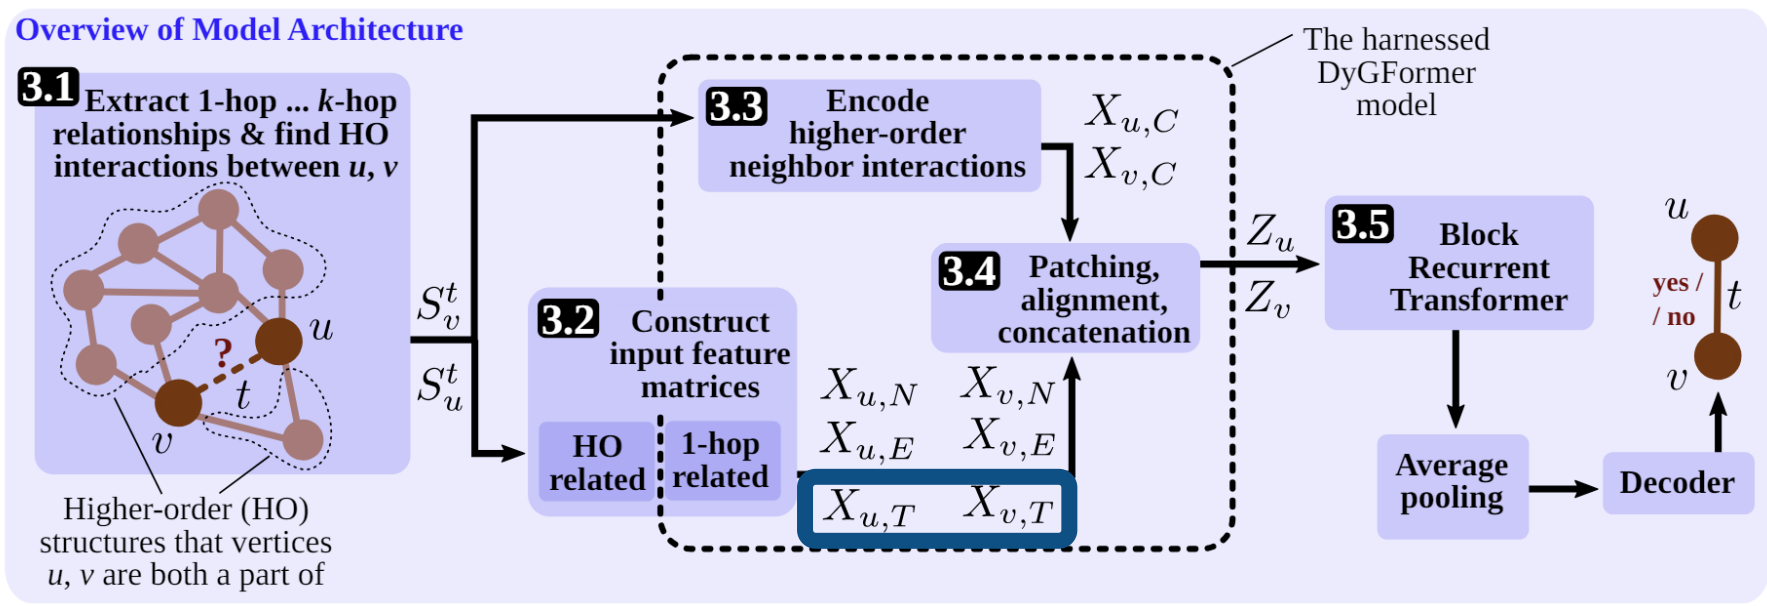 Overview of Model Architecture
3.1
Extract 1-hop ... k-hop
relationships & find HO
interactions between u, v
?
u
t
v
Higher-order (HO)
structures that vertices
u, v are both a part of
S_v^t
S_u^t
3.3
Encode
higher-order
neighbor interactions
X_{u,C}
X_{v,C}
The harnessed
DyGFormer
model
3.2
Construct
input feature
matrices
HO
related
1-hop
related
X_{u,N} X_{v,N}
X_{u,E} X_{v,E}
X_{u,T} X_{v,T}
3.4
Patching,
alignment,
concatenation
Z_u
Z_v
3.5
Block
Recurrent
Transformer
Average
pooling
Decoder
u
yes /
/ no
t
v